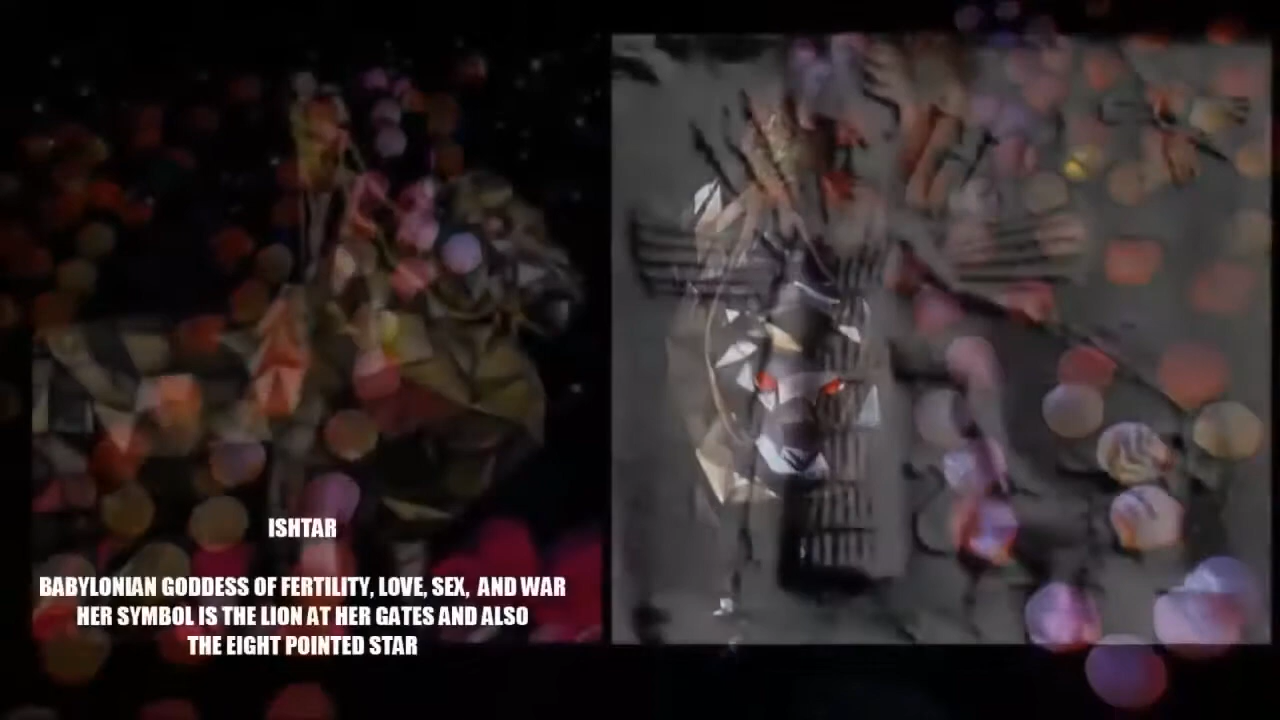 ISHTAR
BABYLONIAN GODDESS OF FERTILITY, LOVE, SEX, AND WAR
HER SYMBOL IS THE LION AT HER GATES AND ALSO
THE EIGHT POINTED STAR